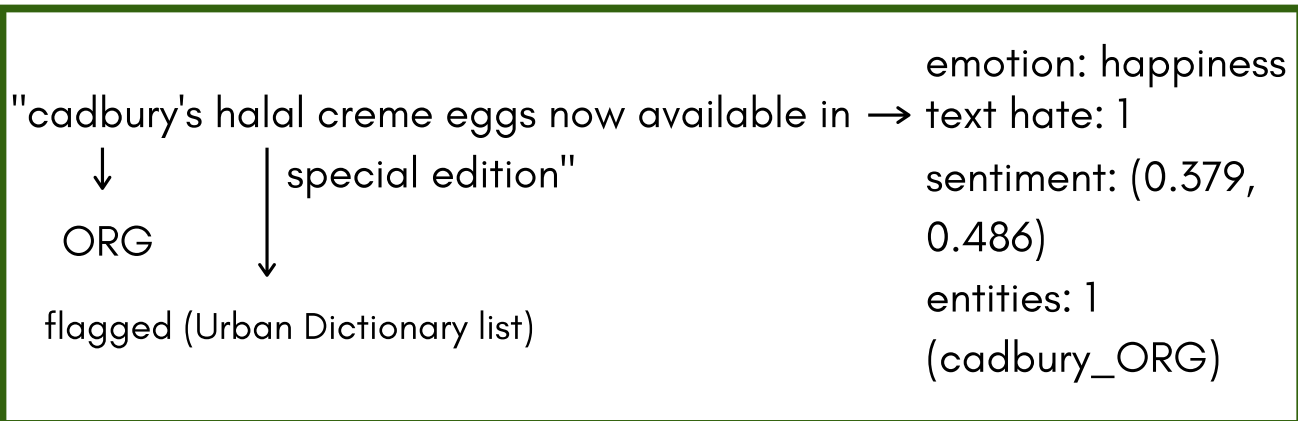 "cadbury's halal creme eggs now available in → 
special edition"
ORG
flagged (Urban Dictionary list)
emotion: happiness
text hate: 1
sentiment: (0.379,
0.486)
entities: 1
(cadbury_ORG)